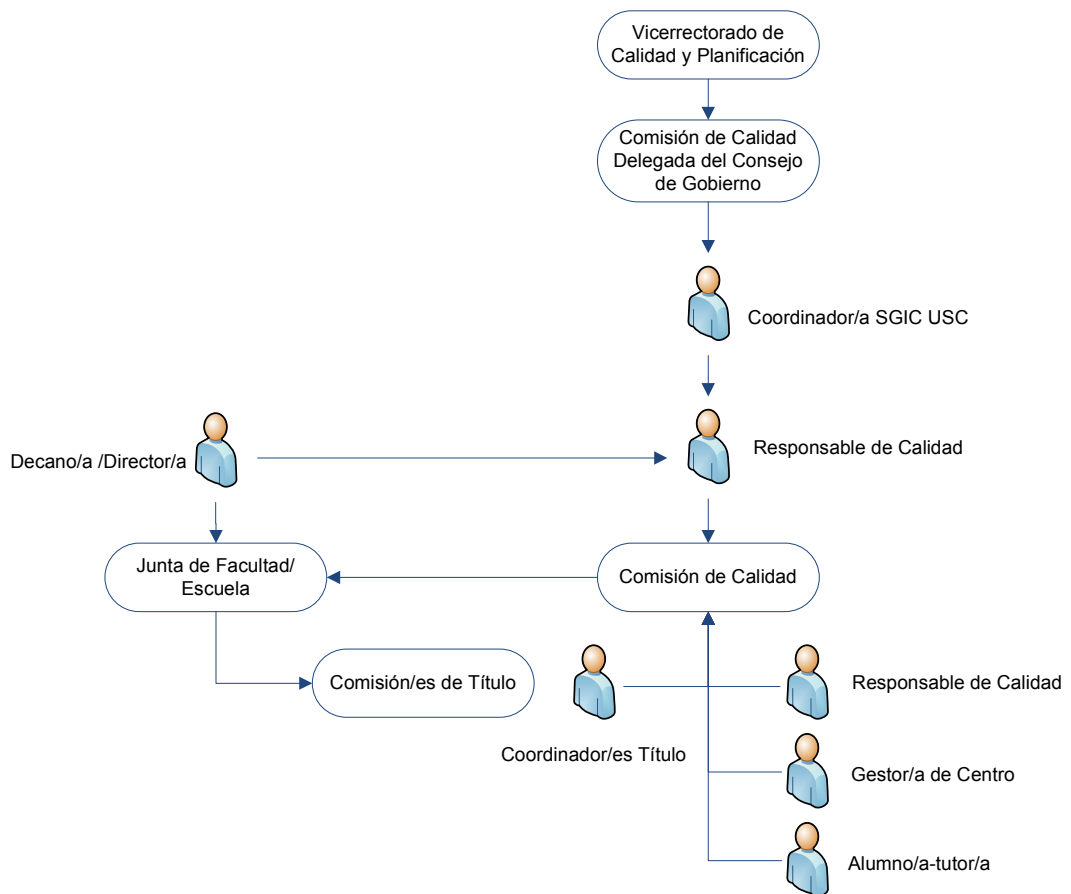 Vicerrectorado de
Calidad y Planificación
Comisión de Calidad
Delegada del Consejo
de Gobierno
Coordinador/a SGIC USC
Decano/a /Director/a
Responsable de Calidad
Junta de Facultad/
Escuela
Comisión de Calidad
Comisión/es de Título
Responsable de Calidad
Coordinador/es Título
Gestor/a de Centro
Alumno/a-tutor/a